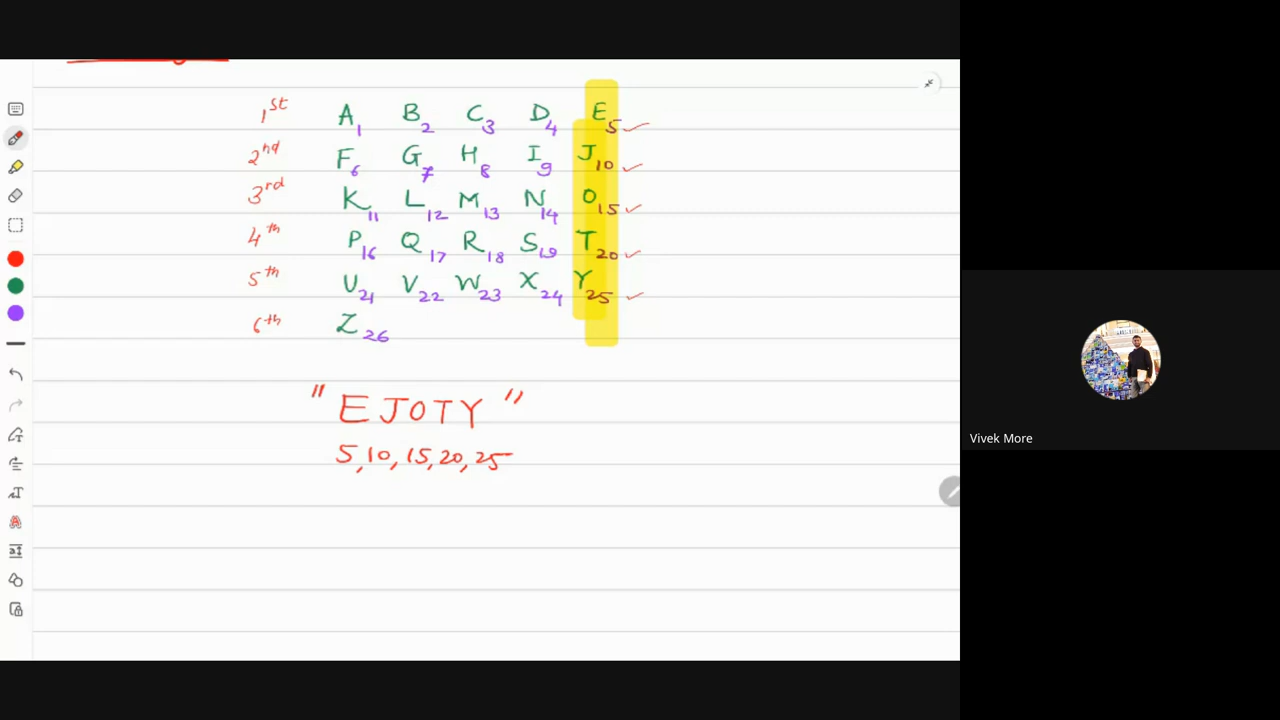 1st A1 B2 C3 D4 E5
2nd F6 G7 H8 I9 J10
3rd K11 L12 M13 N14 O15
4th P16 Q17 R18 S19 T20
5th U21 V22 W23 X24 Y25
6th Z26
"EJOTY"
5,10,15,20,25
Vivek More